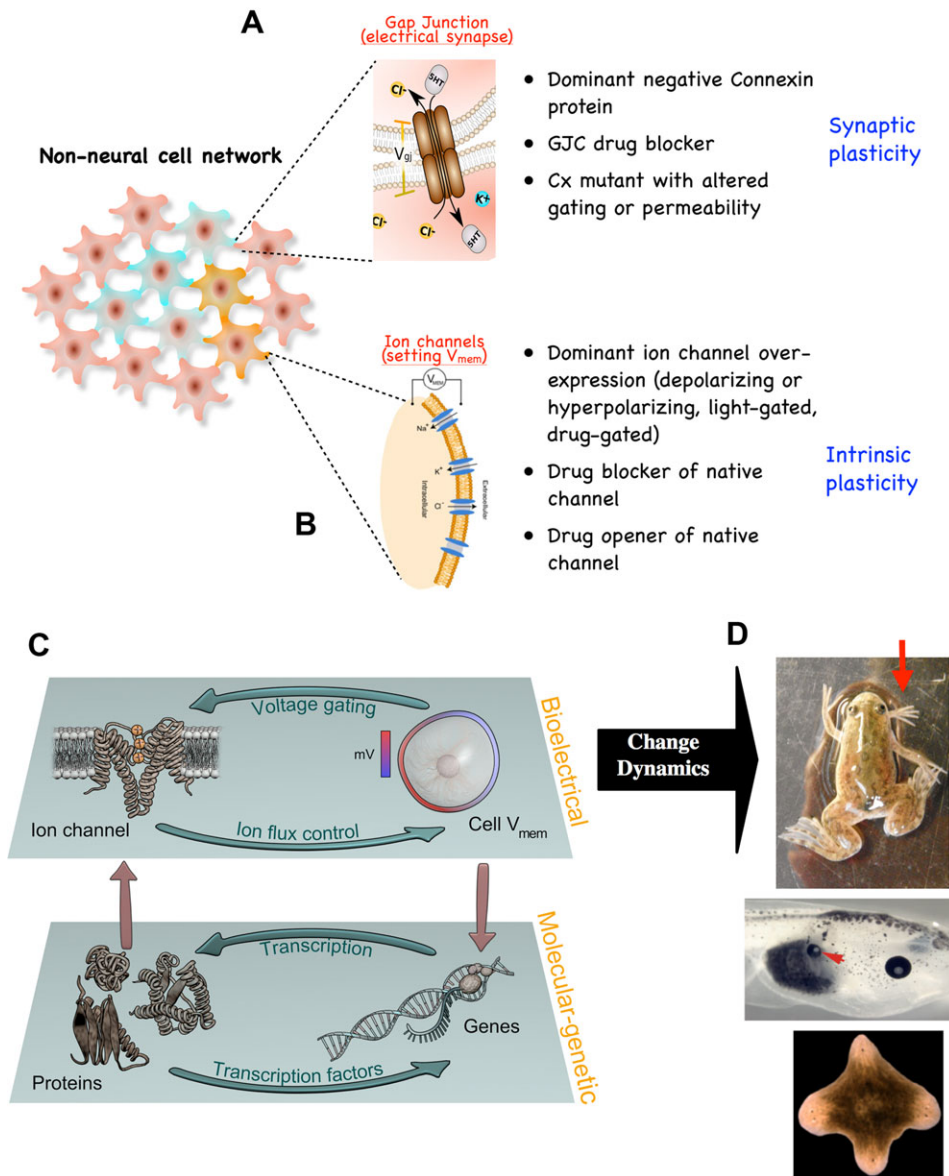 A
Gap Junction
(electrical synapse)
5HT
Cl-
Vgj
K+
Cl-
Cl-
5HT
• Dominant negative Connexin
protein
• GJC drug blocker
• Cx mutant with altered
gating or permeability
Synaptic
plasticity
Non-neural cell network
B
Ion channels
(setting Vmem)
VMEM
Na+
K+
Cl-
Intracellular
Extracellular
• Dominant ion channel over-
expression (depolarizing or
hyperpolarizing, light-gated,
drug-gated)
• Drug blocker of native
channel
• Drug opener of native
channel
Intrinsic
plasticity
C
Voltage gating
mV
Ion channel
Ion flux control
Cell Vmem
Bioelectrical
Transcription
Genes
Proteins
Transcription factors
Molecular-genetic
Change
Dynamics
D